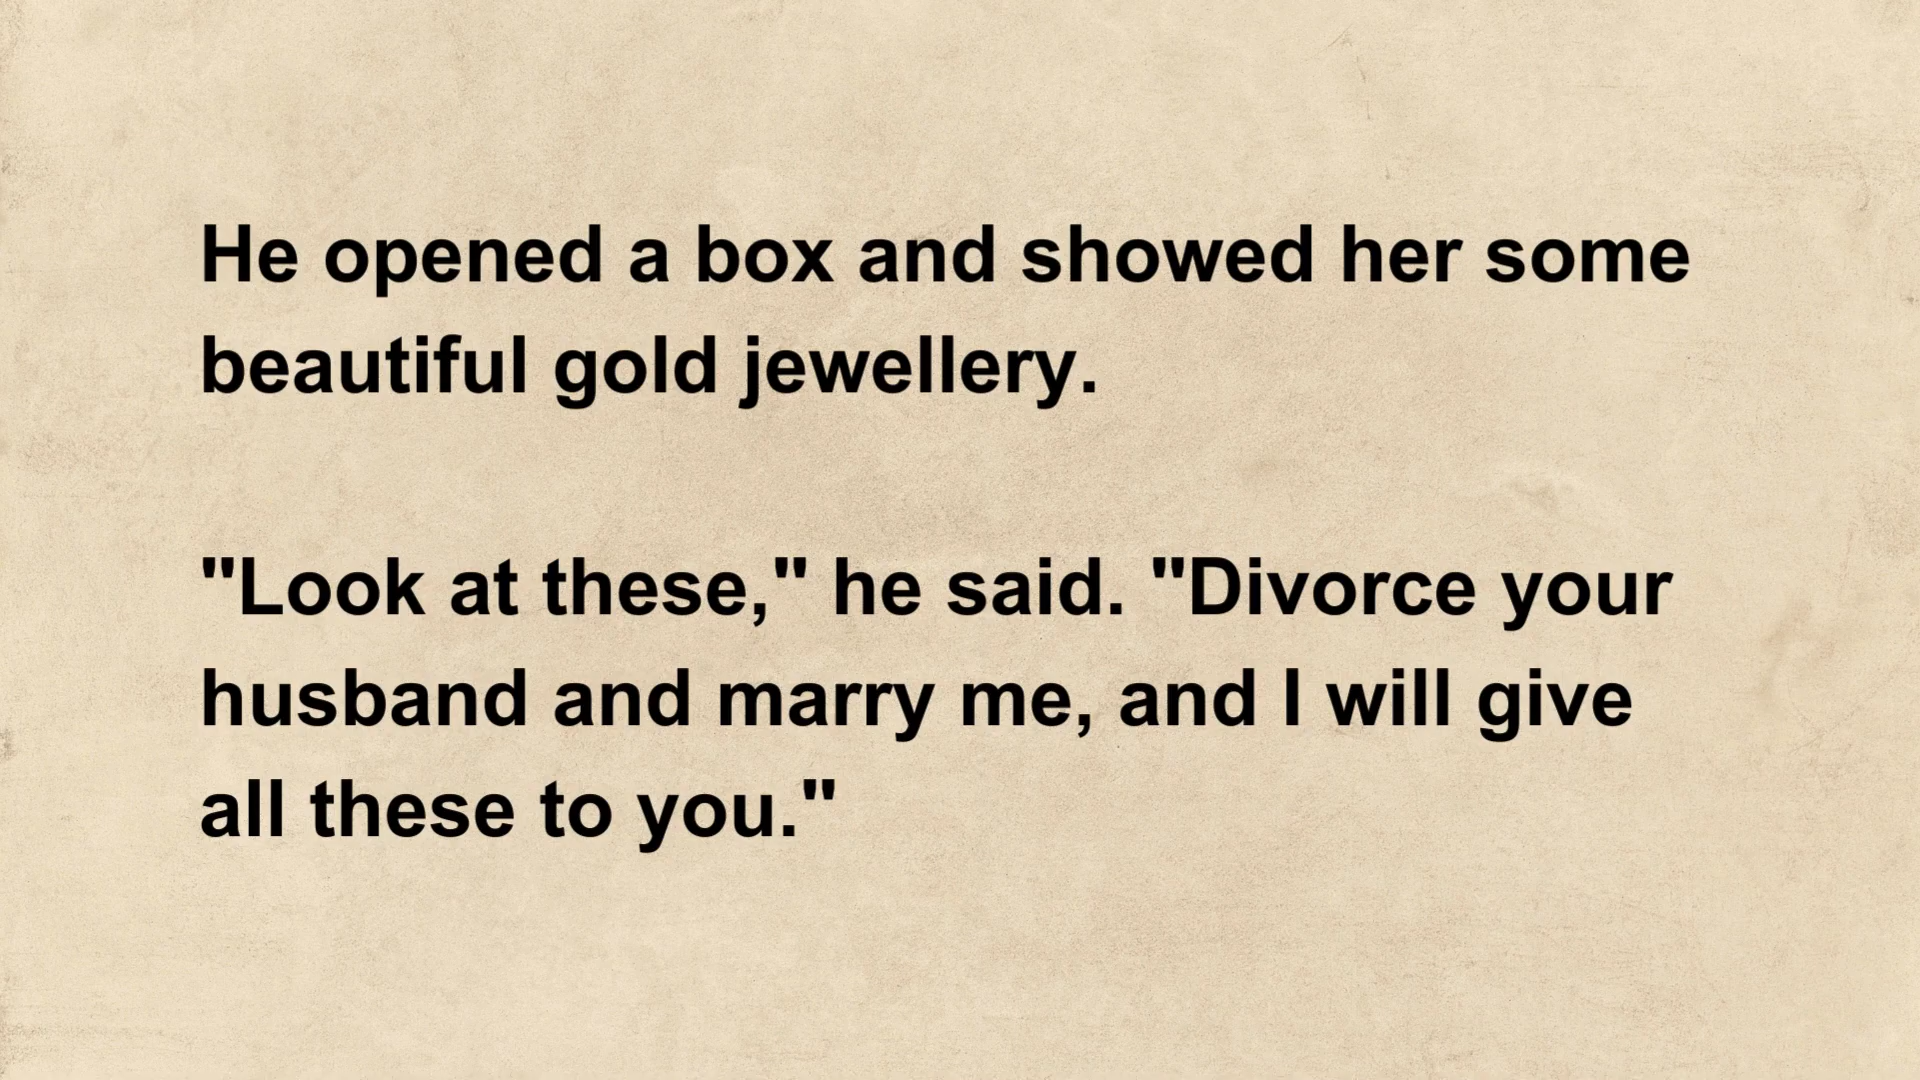 He opened a box and showed her some
beautiful gold jewellery.
"Look at these," he said. "Divorce your
husband and marry me, and I will give
all these to you."